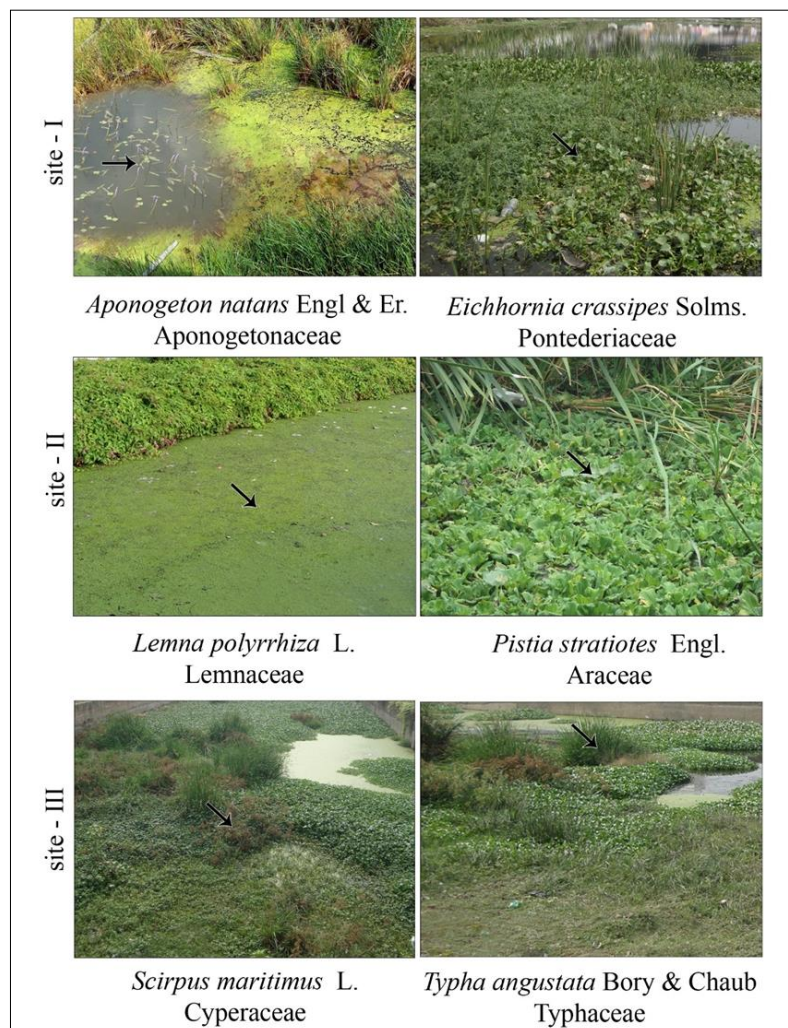 site - I
Aponogeton natans Engl & Er.
Aponogetonaceae
Eichhornia crassipes Solms.
Pontederiaceae
site - II
Lemna polyrrhiza L.
Lemnaceae
Pistia stratiotes Engl.
Araceae
site - III
Scirpus maritimus L.
Cyperaceae
Typha angustata Bory & Chaub
Typhaceae